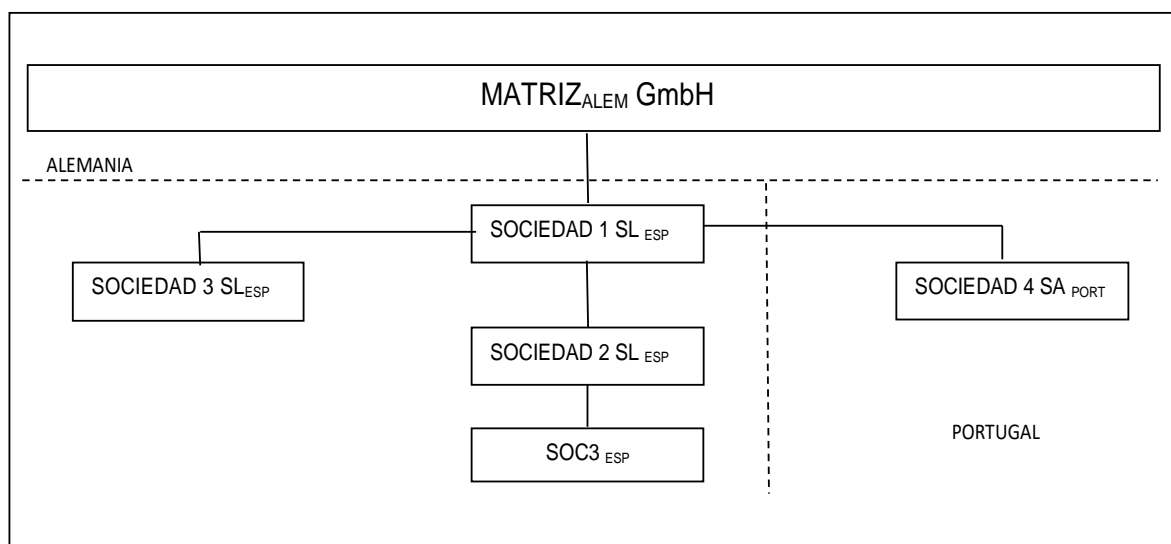 MATRIZALEM GmbH
ALEMANIA
SOCIEDAD 1 SL ESP
SOCIEDAD 3 SLESP
SOCIEDAD 4 SA PORT
SOCIEDAD 2 SL ESP
PORTUGAL
SOC3 ESP